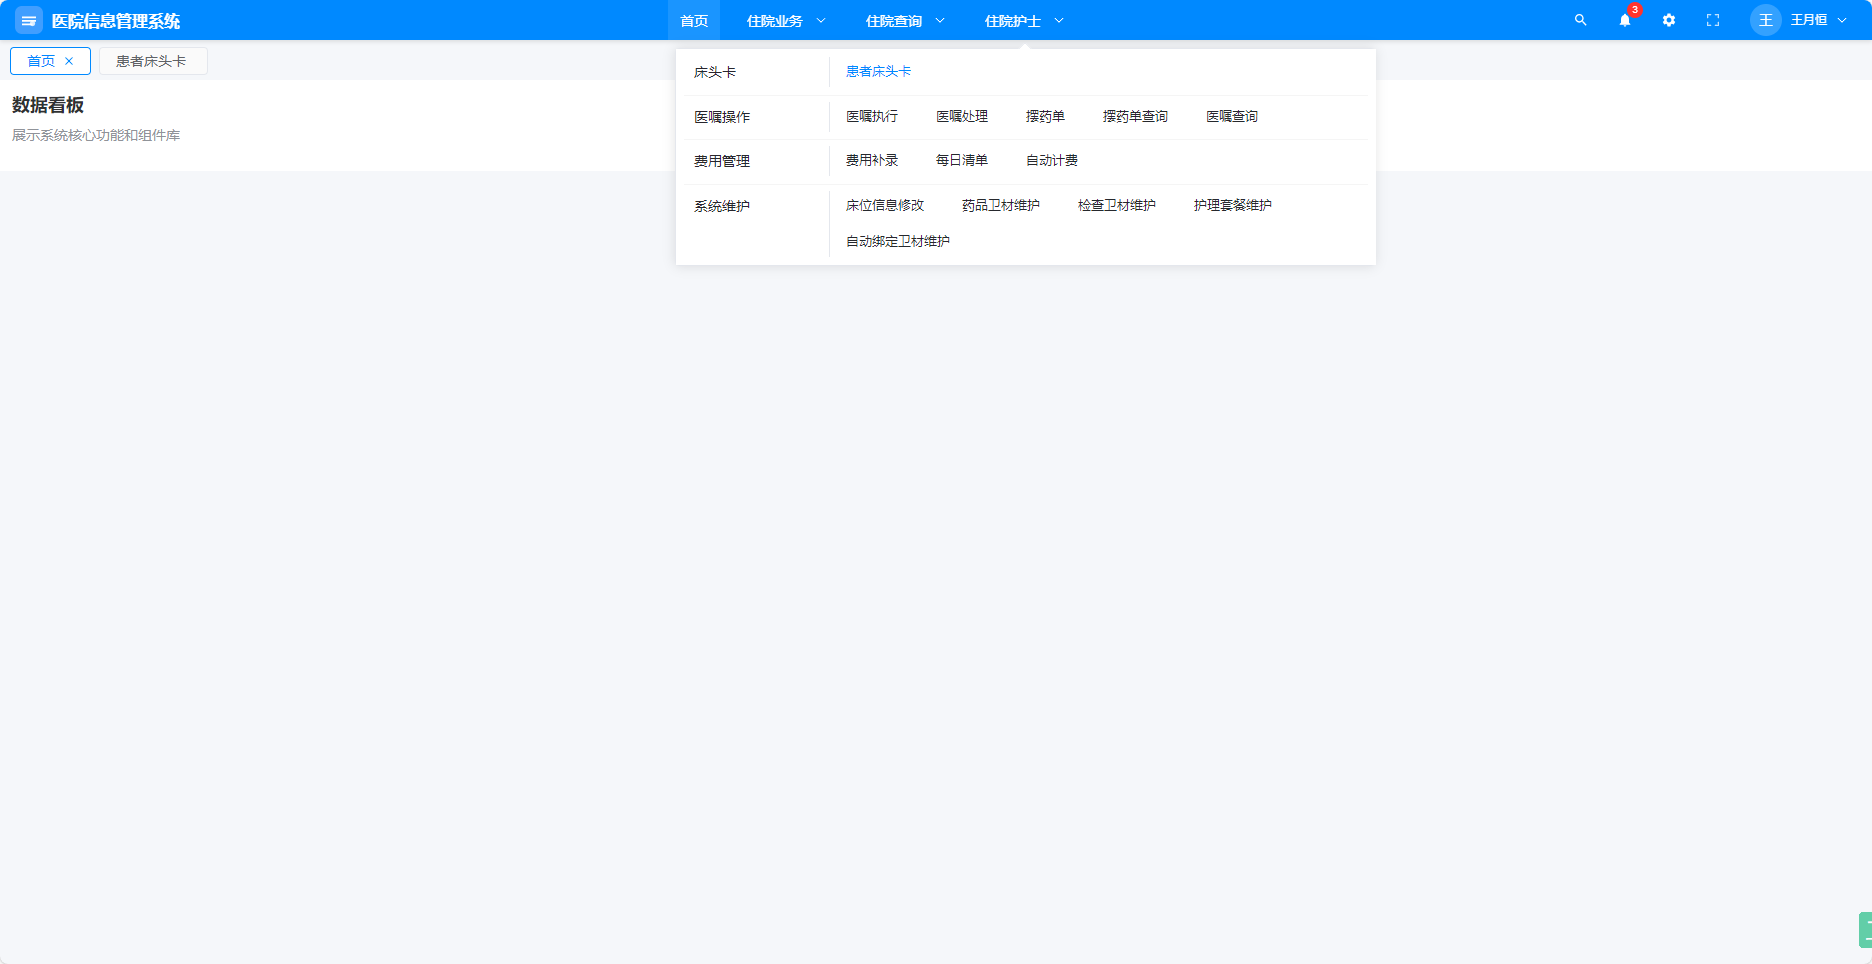 医院信息管理系统 首页 住院业务 住院查询 住院护士 3 王 王月恒
首页 × 患者床头卡
数据看板
展示系统核心功能和组件库
床头卡 患者床头卡
医嘱操作 医嘱执行 医嘱处理 摆药单 摆药单查询 医嘱查询
费用管理 费用补录 每日清单 自动计费
系统维护 床位信息修改 药品卫材维护 检查卫材维护 护理套餐维护
自动绑定卫材维护